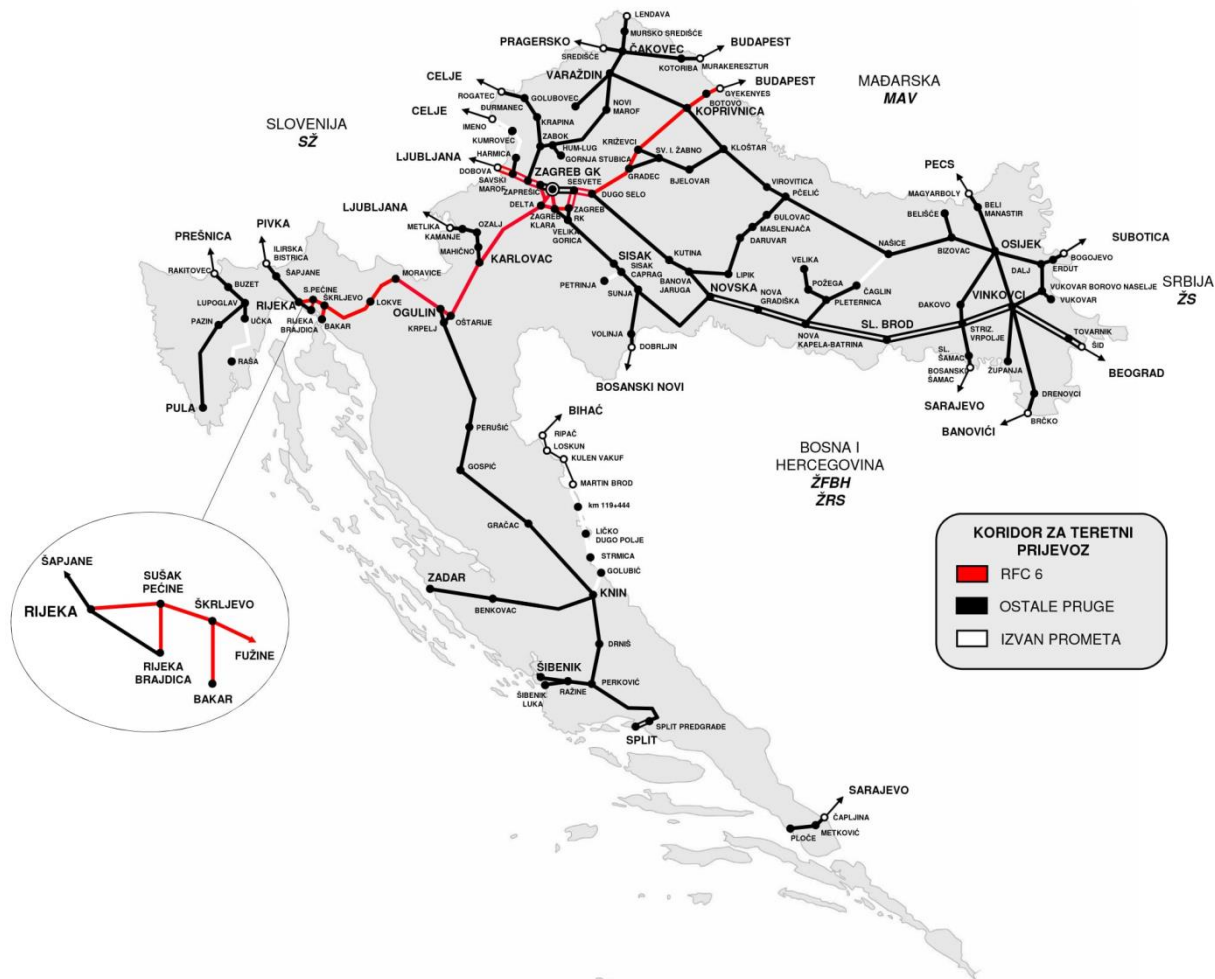 LENDAVA
MURSKO SREDIŠĆE
PRAGERSKO
SREDIŠĆE
ČAKOVEC
BUDAPEST
KOTORIBA
MURAKERESZTUR
CELJE
VARAŽDIN
BUDAPEST
MAĐARSKA
MAV
ROGATEC
GOLUBOVEC
GYEKENYES
ĐURMANEC
BOTOVO
NOVI
MAROF
KOPRIVNICA
CELJE
KRAPINA
SLOVENIJA
SŽ
IMENO
KUMROVEC
ZABOK
KRIŽEVCI
HUM-LUG
SV. I. ŽABNO
KLOŠTAR
HARMICA
GORNJA STUBICA
LJUBLJANA
DOBOVA
ZAGREB GK
GRADEC
BJELOVAR
PECS
SAVSKI
MAROF
SESVETE
MAGYARBOLY
ZAPREŠIĆ
DUGO SELO
VIROVITICA
PČELIĆ
BELI
MANASTIR
DELTA
ZAGREB
KLARA
ZAGREB
RK
BELIŠĆE
LJUBLJANA
ĐULOVAC
VELIKA
GORICA
MASLENJAČA
METLIKA
OZALJ
PIVKA
KAMANJE
DARUVAR
BIZOVAC
OSIJEK
SUBOTICA
PREŠNICA
MAHIČNO
NAŠICE
BOGOJEVO
ILIRSKA
BISTRICA
SISAK
KUTINA
VELIKA
DALJ
ERDUT
SRBIJA
ŽS
RAKITOVEC
ŠAPJANE
KARLOVAC
SISAK
CAPRAG
LIPIK
MORAVICE
BANOVA
JARUGA
POŽEGA
ČAGLIN
VUKOVAR BOROVO NASELJE
BUZET
PETRINJA
SUNJA
NOVSKA
VUKOVAR
LUPOGLAV
S.PEĆINE
ŠKRLJEVO
NOVA
GRADIŠKA
PLETERNICA
ĐAKOVO
VINKOVCI
RIJEKA
LOKVE
OGULIN
PAZIN
UČKA
RIJEKA
BRAJDICA
BAKAR
KRPELJ
OŠTARIJE
VOLINJA
SL. BROD
STRIZ.
VRPOLJE
TOVARNIK
NOVA
KAPELA-BATRINA
DOBRLJIN
ŠID
RAŠA
SL.
ŠAMAC
BOSANSKI
ŠAMAC
ŽUPANJA
BEOGRAD
BOSANSKI NOVI
DRENOVCI
PULA
SARAJEVO
BIHAĆ
BRČKO
BANOVIĆI
PERUŠIĆ
RIPAČ
LOSKUN
KULEN VAKUF
BOSNA I
HERCEGOVINA
ŽFBH
ŽRS
GOSPIĆ
MARTIN BROD
km 119+444
GRAČAC
LIČKO
DUGO POLJE
KORIDOR ZA TERETNI
PRIJEVOZ
STRMICA
RFC 6
ŠAPJANE
GOLUBIĆ
SUŠAK
PEĆINE
ZADAR
KNIN
OSTALE PRUGE
ŠKRLJEVO
RIJEKA
BENKOVAC
IZVAN PROMETA
FUŽINE
DRNIŠ
RIJEKA
BRAJDICA
ŠIBENIK
BAKAR
PERKOVIĆ
RAŽINE
ŠIBENIK
LUKA
SPLIT PREDGRAĐE
SPLIT
SARAJEVO
ČAPLJINA
PLOČE
METKOVIĆ